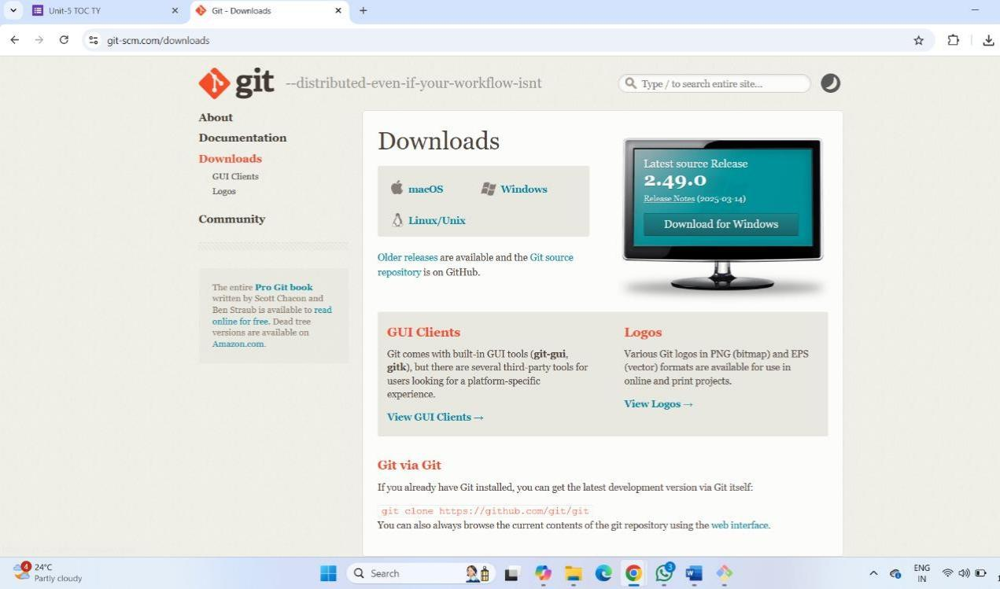 Unit-5 TOC TY
Git - Downloads
git-scm.com/downloads
git --distributed-even-if-your-workflow-isnt
Type / to search entire site...
About
Documentation
Downloads
GUI Clients
Logos
Community
The entire Pro Git book
written by Scott Chacon and
Ben Straub is available to read
online for free. Dead tree
versions are available on
Amazon.com.
Downloads
macOS
Windows
Linux/Unix
Older releases are available and the Git source
repository is on GitHub.
Latest source Release
2.49.0
Release Notes (2025-03-14)
Download for Windows
GUI Clients
Git comes with built-in GUI tools (git-gui,
gitk), but there are several third-party tools for
users looking for a platform-specific
experience.
View GUI Clients →
Logos
Various Git logos in PNG (bitmap) and EPS
(vector) formats are available for use in
online and print projects.
View Logos →
Git via Git
If you already have Git installed, you can get the latest development version via Git itself:
git clone https://github.com/git/git
You can also always browse the current contents of the git repository using the web interface.
4
24°C
Partly cloudy
Search
3
W
ENG
IN